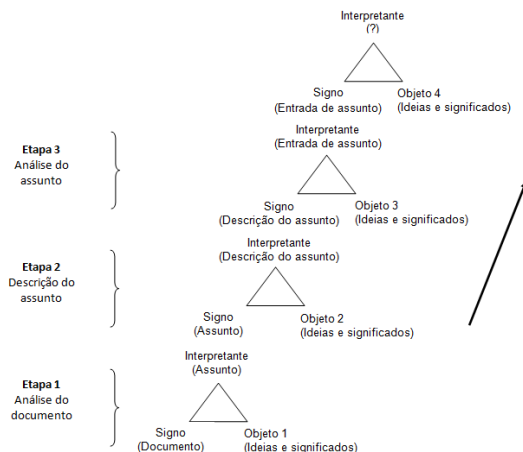 Interpretante
(?)
Signo
(Entrada de assunto)
Objeto 4
(Ideias e significados)
Etapa 3
Análise do
assunto
Interpretante
(Entrada de assunto)
Signo
(Descrição do assunto)
Objeto 3
(Ideias e significados)
Etapa 2
Descrição do
assunto
Interpretante
(Descrição do assunto)
Signo
(Assunto)
Objeto 2
(Ideias e significados)
Etapa 1
Análise do
documento
Interpretante
(Assunto)
Signo
(Documento)
Objeto 1
(Ideias e significados)